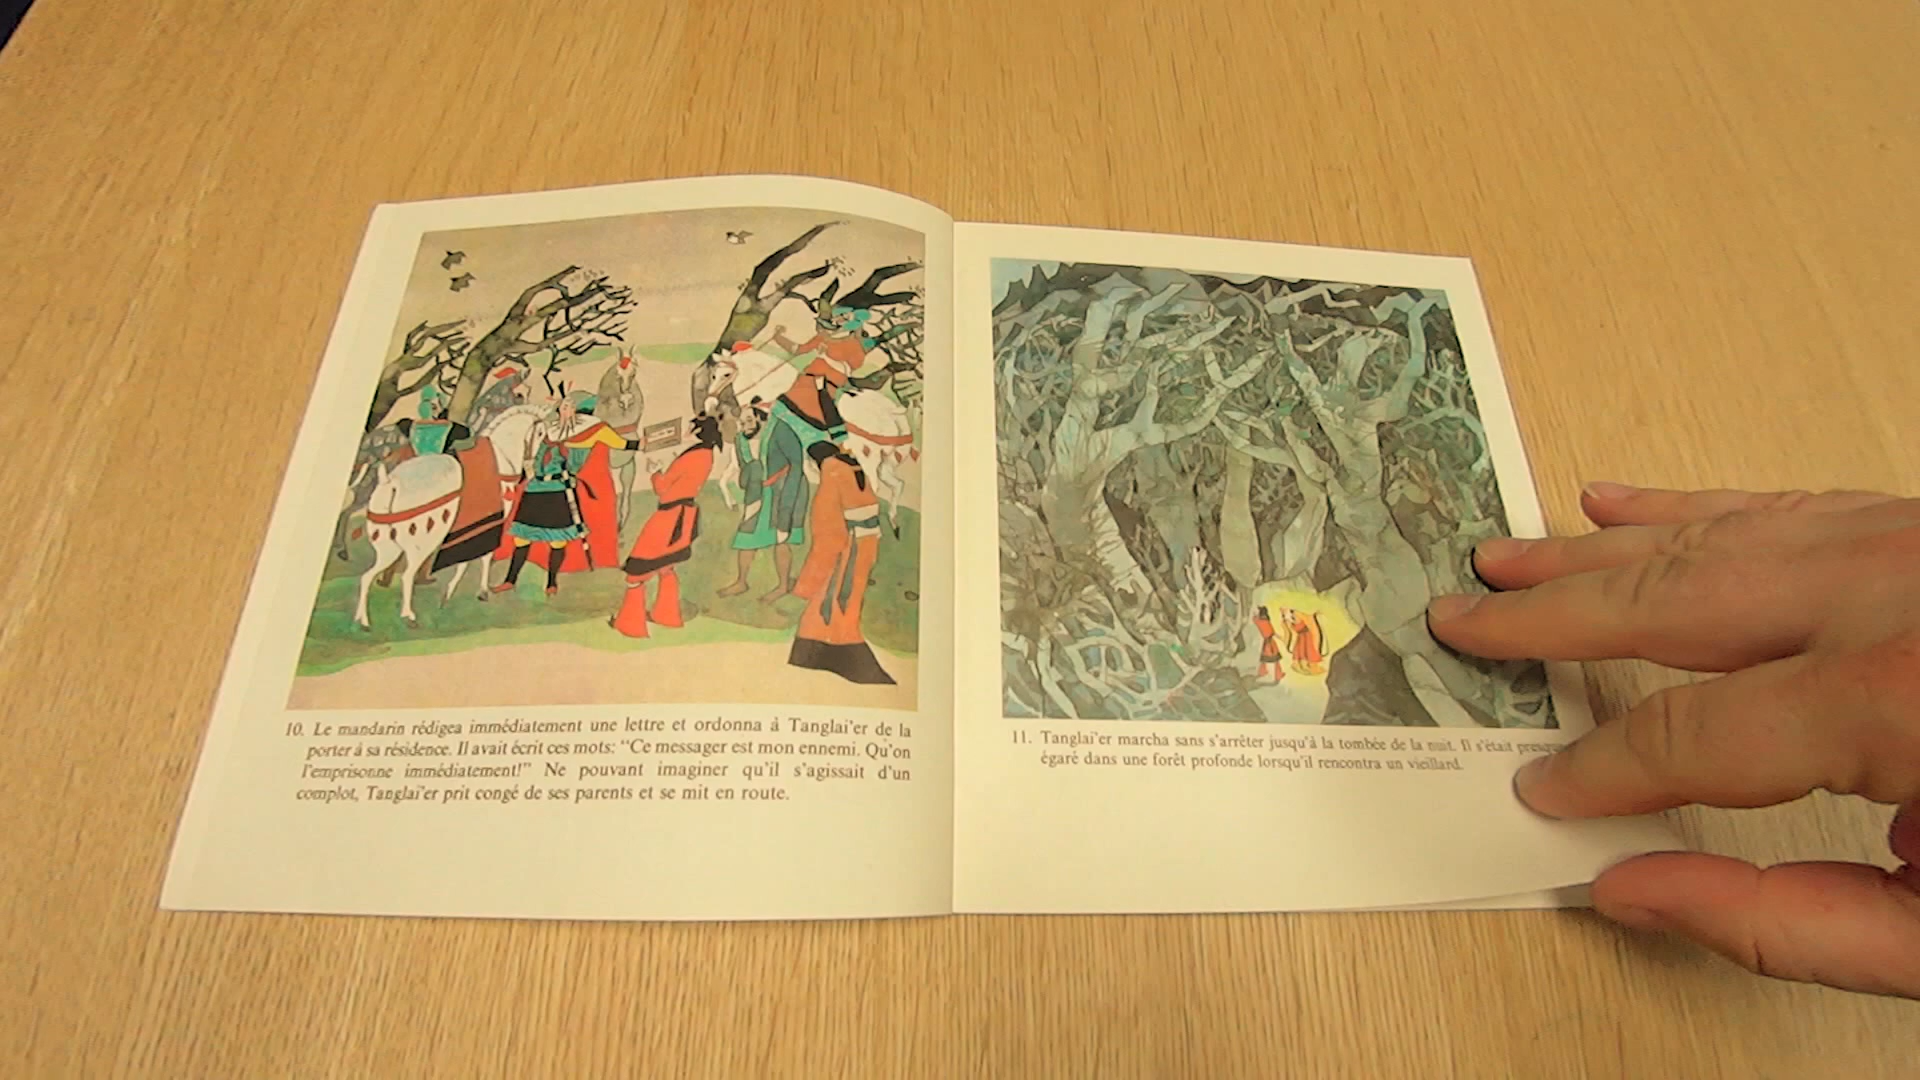 10. Le mandarin rédigea immédiatement une lettre et ordonna à Tanglai'er de la
porter à sa résidence. Il avait écrit ces mots: "Ce messager est mon ennemi. Qu'on
l'emprisonne immédiatement!" Ne pouvant imaginer qu'il s'agissait d'un
complot, Tanglai'er prit congé de ses parents et se mit en route.
11. Tanglai'er marcha sans s'arrêter jusqu'à la tombée de la nuit. Il s'était presque
égaré dans une forêt profonde lorsqu'il rencontra un vieillard.